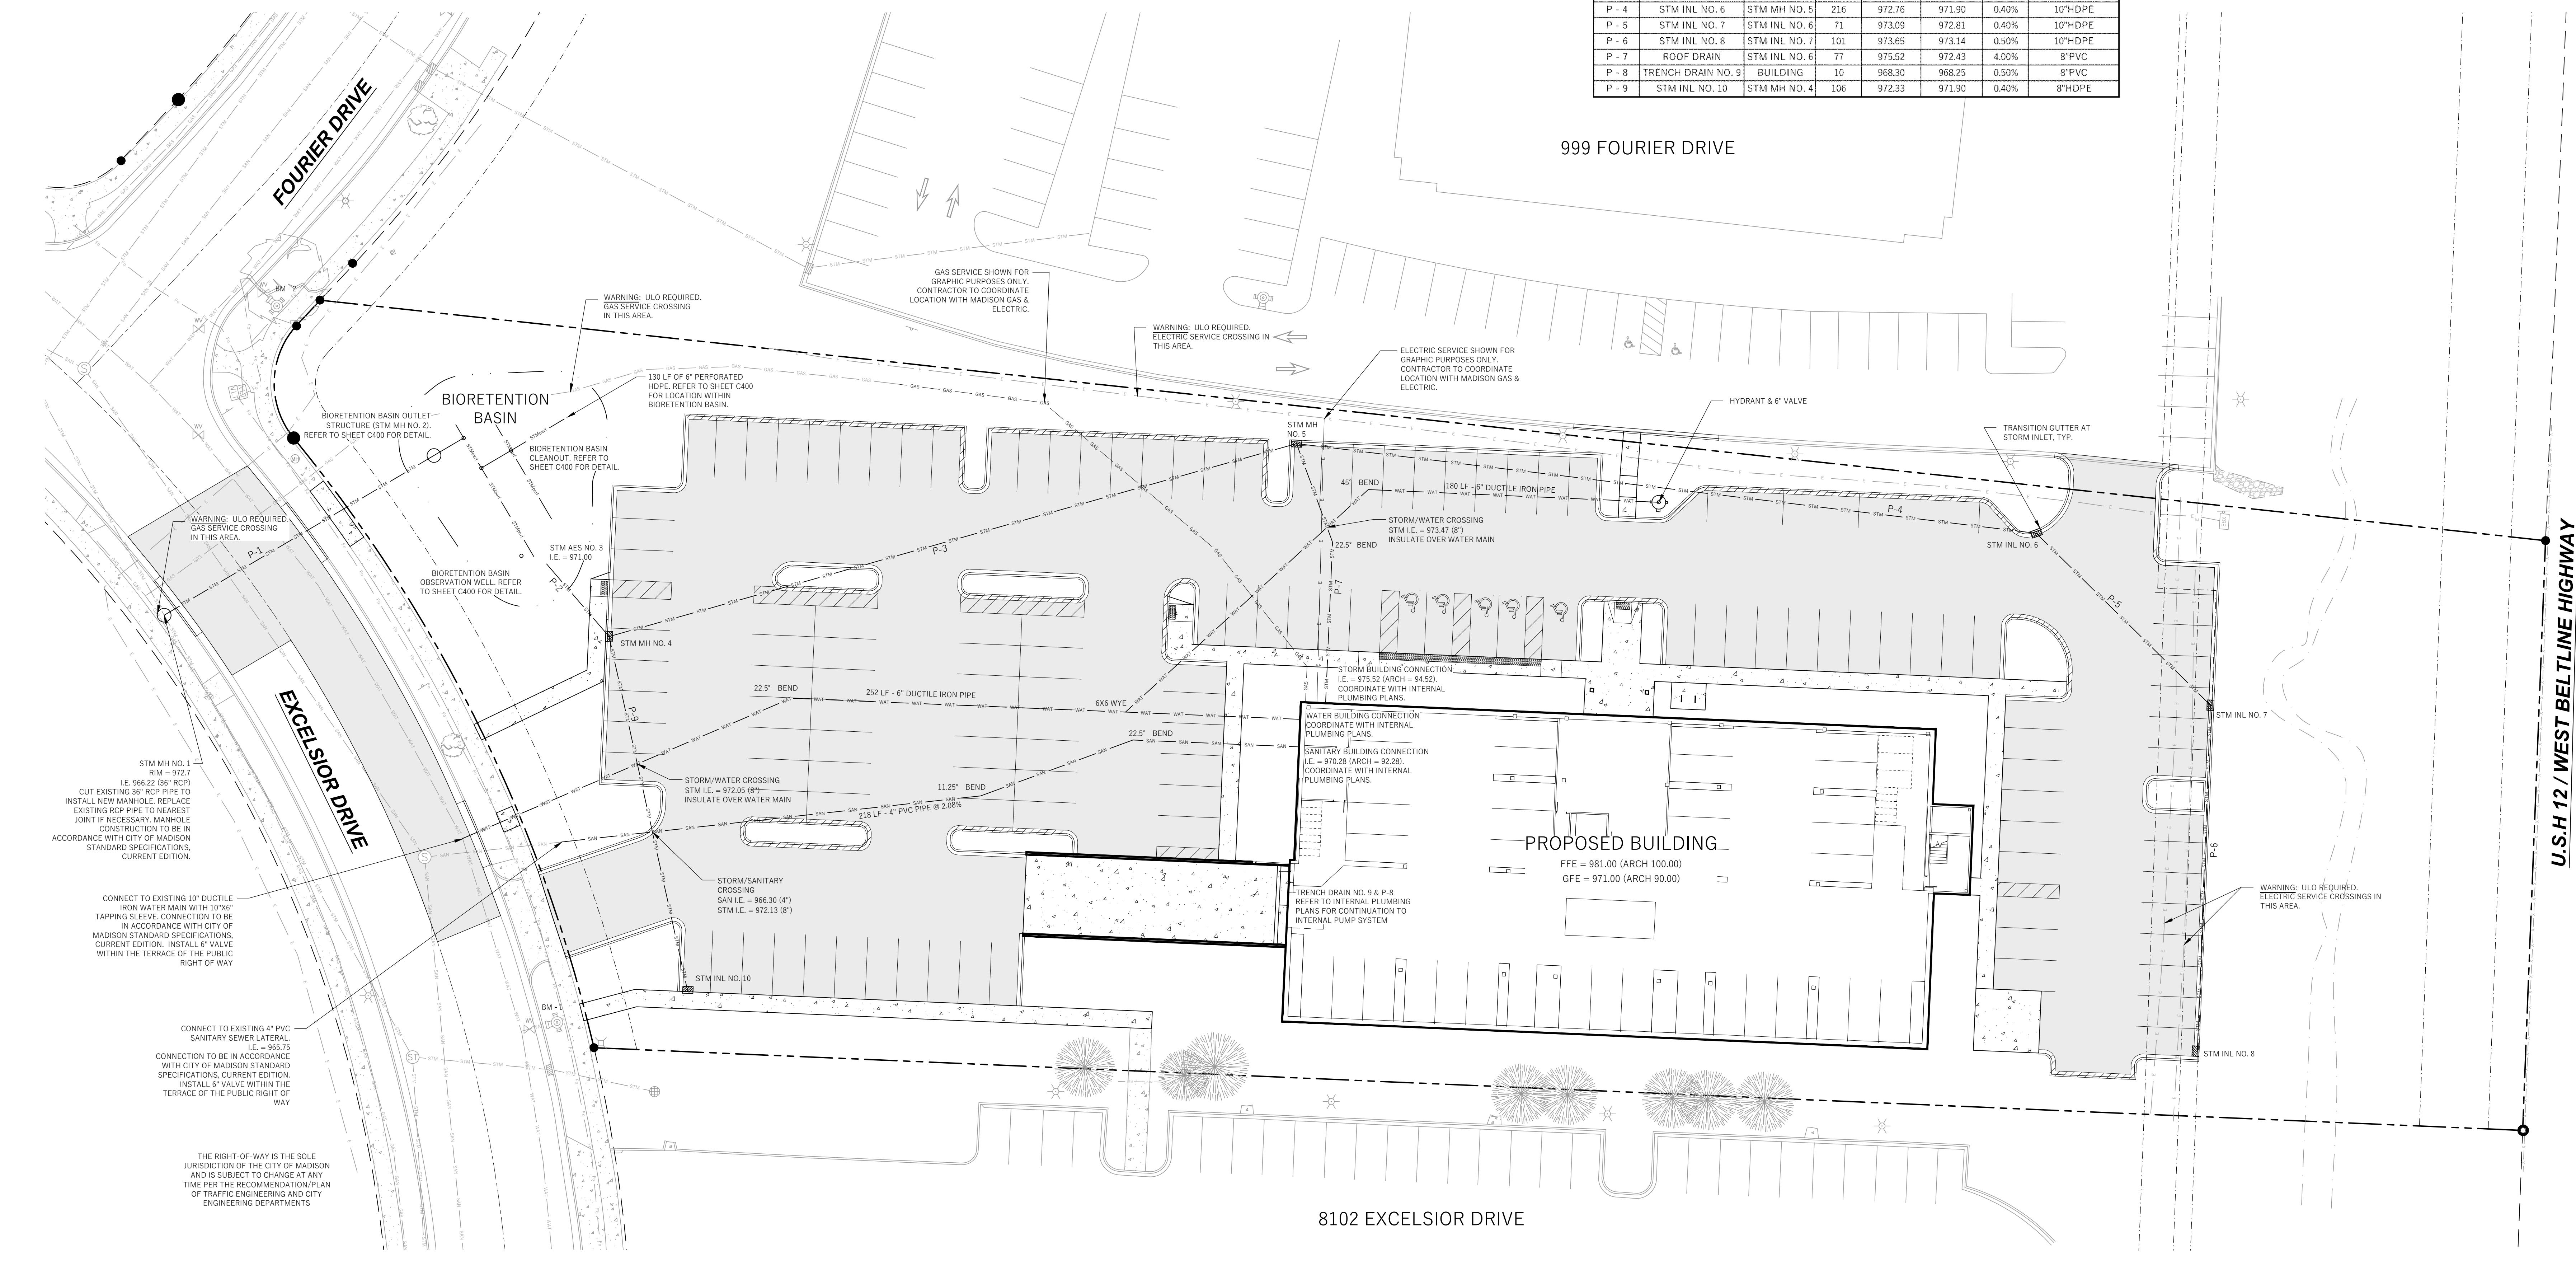 P - 4 STM INL NO. 6 STM MH NO. 5 216 972.76 971.90 0.40% 10"HDPE
P - 5 STM INL NO. 7 STM INL NO. 6 71 973.09 972.81 0.40% 10"HDPE
P - 6 STM INL NO. 8 STM INL NO. 7 101 973.65 973.14 0.50% 10"HDPE
P - 7 ROOF DRAIN STM INL NO. 6 77 975.52 972.43 4.00% 8"PVC
P - 8 TRENCH DRAIN NO. 9 BUILDING 10 968.30 968.25 0.50% 8"PVC
P - 9 STM INL NO. 10 STM MH NO. 4 106 972.33 971.90 0.40% 8"HDPE
999 FOURIER DRIVE
FOURIER DRIVE
BM - 2
WARNING: ULO REQUIRED.
GAS SERVICE CROSSING
IN THIS AREA.
GAS SERVICE SHOWN FOR
GRAPHIC PURPOSES ONLY.
CONTRACTOR TO COORDINATE
LOCATION WITH MADISON GAS &
ELECTRIC.
WARNING: ULO REQUIRED.
ELECTRIC SERVICE CROSSING IN
THIS AREA.
ELECTRIC SERVICE SHOWN FOR
GRAPHIC PURPOSES ONLY.
CONTRACTOR TO COORDINATE
LOCATION WITH MADISON GAS &
ELECTRIC.
HYDRANT & 6" VALVE
TRANSITION GUTTER AT
STORM INLET, TYP.
130 LF OF 6" PERFORATED
HDPE. REFER TO SHEET C400
FOR LOCATION WITHIN
BIORETENTION BASIN.
BIORETENTION
BASIN
BIORETENTION BASIN OUTLET
STRUCTURE (STM MH NO. 2).
REFER TO SHEET C400 FOR DETAIL.
BIORETENTION BASIN
CLEANOUT. REFER TO
SHEET C400 FOR DETAIL.
STM MH
NO. 5
45° BEND
180 LF - 6" DUCTILE IRON PIPE
P-4
STORM/WATER CROSSING
STM I.E. = 973.47 (8")
INSULATE OVER WATER MAIN
22.5° BEND
STM INL NO. 6
WARNING: ULO REQUIRED.
GAS SERVICE CROSSING
IN THIS AREA.
P-1
P-3
STM AES NO. 3
I.E. = 971.00
BIORETENTION BASIN
OBSERVATION WELL. REFER
TO SHEET C400 FOR DETAIL.
P-2
P-7
P-5
STM MH NO. 4
STORM BUILDING CONNECTION
I.E. = 975.52 (ARCH = 94.52).
COORDINATE WITH INTERNAL
PLUMBING PLANS.
22.5° BEND
252 LF - 6" DUCTILE IRON PIPE
6X6 WYE
P-9
WATER BUILDING CONNECTION
COORDINATE WITH INTERNAL
PLUMBING PLANS.
STM INL NO. 7
22.5° BEND
SANITARY BUILDING CONNECTION
I.E. = 970.28 (ARCH = 92.28).
COORDINATE WITH INTERNAL
PLUMBING PLANS.
EXCELSIOR DRIVE
U.S.H 12 / WEST BELTLINE HIGHWAY
STM MH NO. 1
RIM = 972.7
I.E. 966.22 (36" RCP)
CUT EXISTING 36" RCP PIPE TO
INSTALL NEW MANHOLE. REPLACE
EXISTING RCP PIPE TO NEAREST
JOINT IF NECESSARY. MANHOLE
CONSTRUCTION TO BE IN
ACCORDANCE WITH CITY OF MADISON
STANDARD SPECIFICATIONS,
CURRENT EDITION.
STORM/WATER CROSSING
STM I.E. = 972.05 (8")
INSULATE OVER WATER MAIN
11.25° BEND
218 LF - 4" PVC PIPE @ 2.08%
PROPOSED BUILDING
FFE = 981.00 (ARCH 100.00)
GFE = 971.00 (ARCH 90.00)
P-6
STORM/SANITARY
CROSSING
SAN I.E. = 966.30 (4")
STM I.E. = 972.13 (8")
TRENCH DRAIN NO. 9 & P-8
REFER TO INTERNAL PLUMBING
PLANS FOR CONTINUATION TO
INTERNAL PUMP SYSTEM
WARNING: ULO REQUIRED.
ELECTRIC SERVICE CROSSINGS IN
THIS AREA.
CONNECT TO EXISTING 10" DUCTILE
IRON WATER MAIN WITH 10"X6"
TAPPING SLEEVE. CONNECTION TO BE
IN ACCORDANCE WITH CITY OF
MADISON STANDARD SPECIFICATIONS,
CURRENT EDITION. INSTALL 6" VALVE
WITHIN THE TERRACE OF THE PUBLIC
RIGHT OF WAY
STM INL NO. 10
BM - 1
STM INL NO. 8
CONNECT TO EXISTING 4" PVC
SANITARY SEWER LATERAL.
I.E. = 965.75
CONNECTION TO BE IN ACCORDANCE
WITH CITY OF MADISON STANDARD
SPECIFICATIONS, CURRENT EDITION.
INSTALL 6" VALVE WITHIN THE
TERRACE OF THE PUBLIC RIGHT OF
WAY
THE RIGHT-OF-WAY IS THE SOLE
JURISDICTION OF THE CITY OF MADISON
AND IS SUBJECT TO CHANGE AT ANY
TIME PER THE RECOMMENDATION/PLAN
OF TRAFFIC ENGINEERING AND CITY
ENGINEERING DEPARTMENTS
8102 EXCELSIOR DRIVE